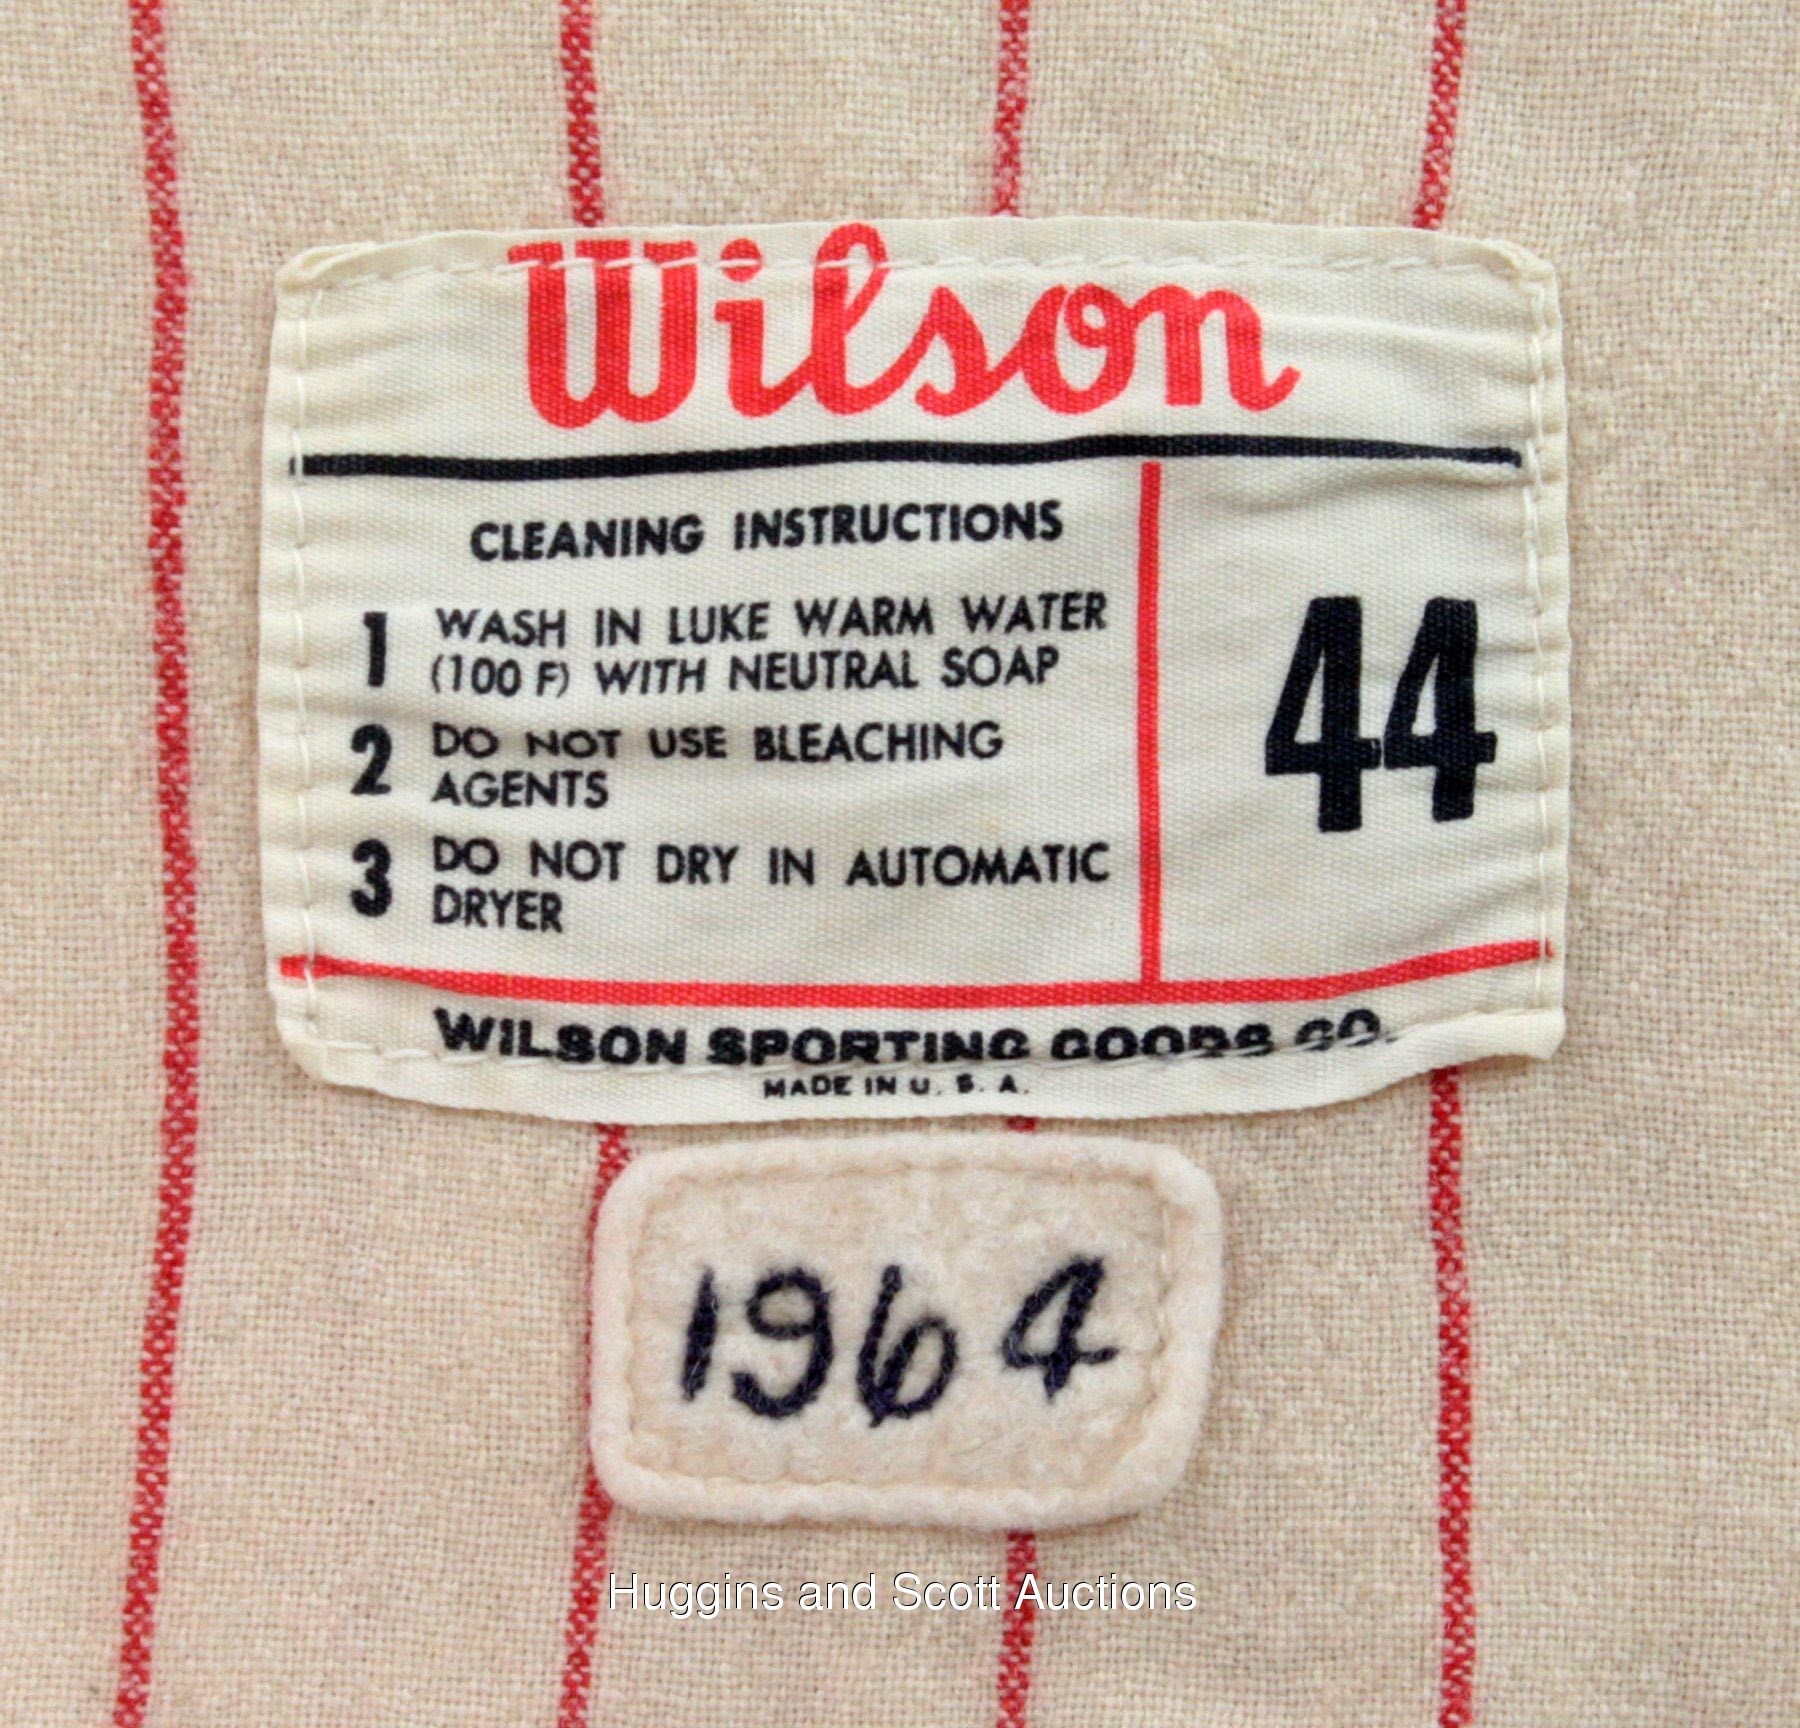 Wilson
CLEANING INSTRUCTIONS
1 WASH IN LUKE WARM WATER
(100 F) WITH NEUTRAL SOAP
2 DO NOT USE BLEACHING
AGENTS
3 DO NOT DRY IN AUTOMATIC
DRYER
44
WILSON SPORTING GOODS CO.
MADE IN U. S. A.
1964
Huggins and Scott Auctions